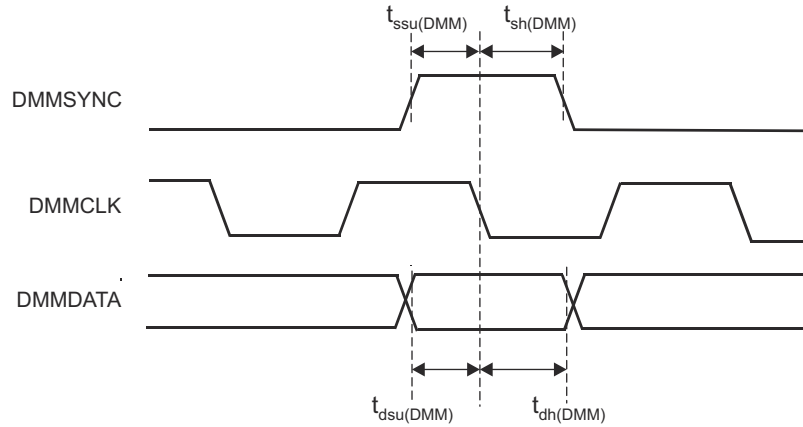 tssu(DMM) tsh(DMM)
DMMSYNC
DMMCLK
DMMDATA
tdsu(DMM) tdh(DMM)